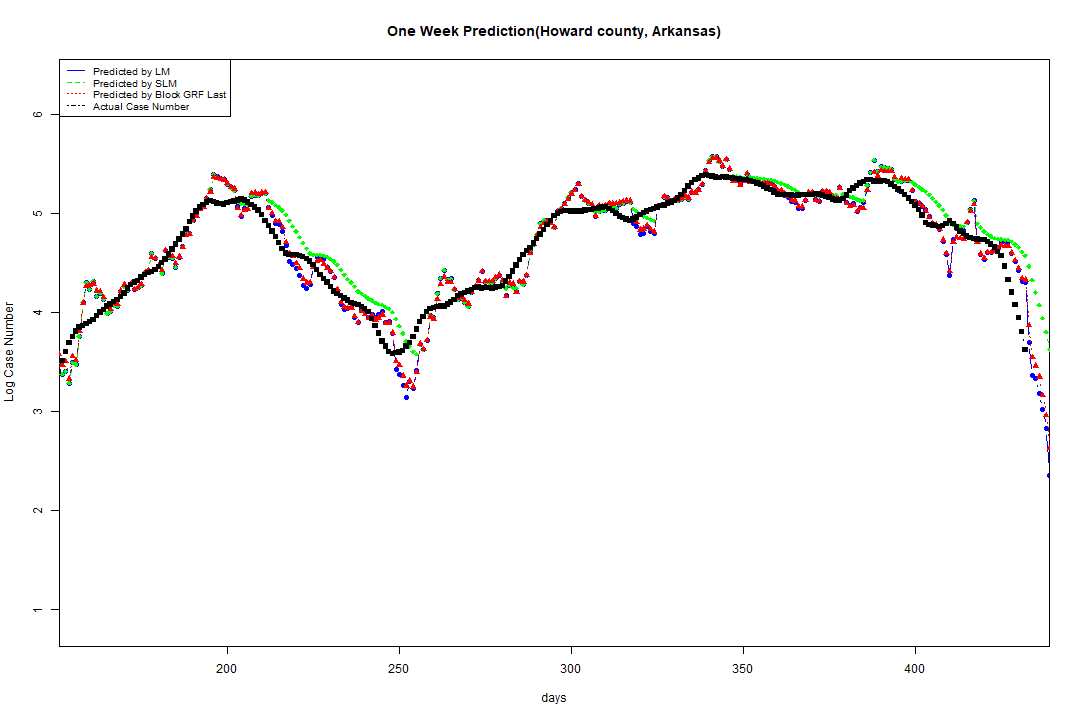 One Week Prediction(Howard county, Arkansas)
Predicted by LM
Predicted by SLM
Predicted by Block GRF Last
Actual Case Number
Log Case Number
6
5
4
3
2
1
200 250 300 350 400
days